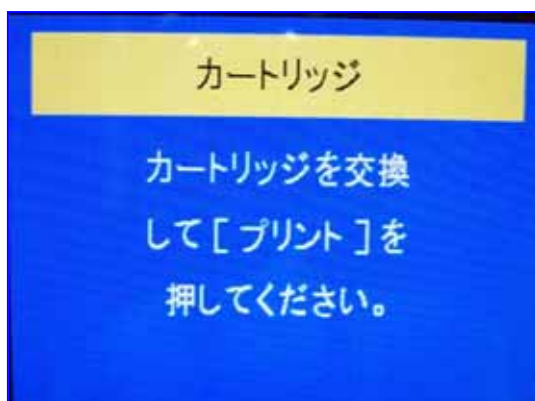 カートリッジ
カートリッジを交換
して[プリント]を
押してください。